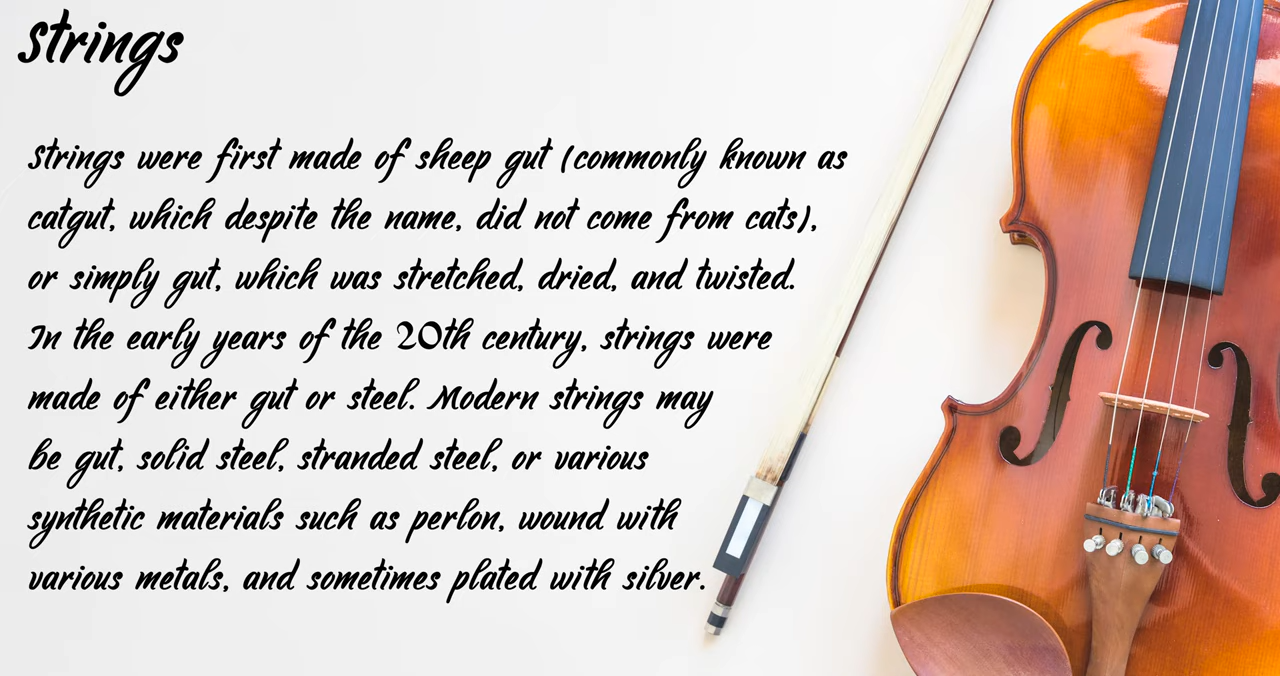 Strings
Strings were first made of sheep gut (commonly known as
catgut, which despite the name, did not come from cats),
or simply gut, which was stretched, dried, and twisted.
In the early years of the 20th century, strings were
made of either gut or steel. Modern strings may
be gut, solid steel, stranded steel, or various
synthetic materials such as perlon, wound with
various metals, and sometimes plated with silver.